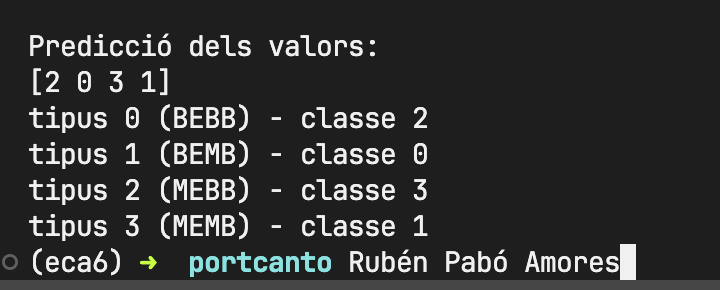 Predicció dels valors:
[2 0 3 1]
tipus 0 (BEBB) - classe 2
tipus 1 (BEMB) - classe 0
tipus 2 (MEBB) - classe 3
tipus 3 (MEMB) - classe 1
(eca6) ➜ portcanto Rubén Pabó Amores